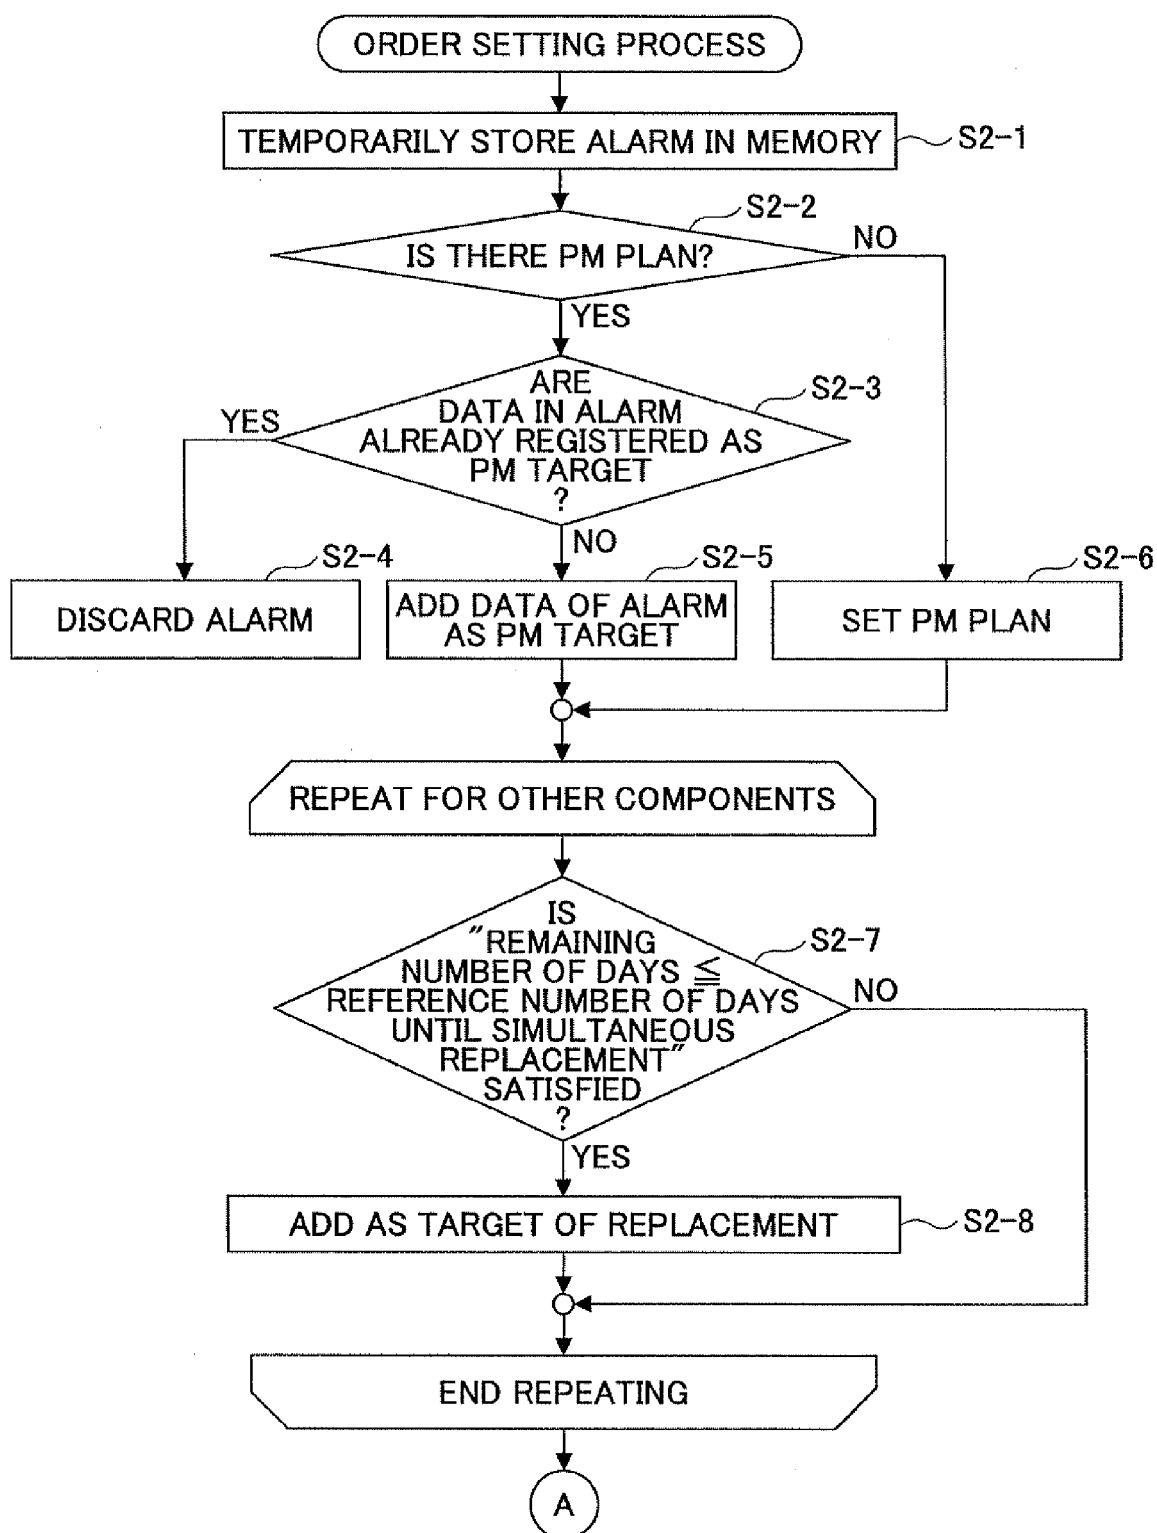 ORDER SETTING PROCESS
TEMPORARILY STORE ALARM IN MEMORY
S2-1
S2-2
IS THERE PM PLAN?
NO
YES
S2-3
ARE
DATA IN ALARM
ALREADY REGISTERED AS
PM TARGET
?
YES
NO
S2-4
DISCARD ALARM
S2-5
ADD DATA OF ALARM
AS PM TARGET
S2-6
SET PM PLAN
REPEAT FOR OTHER COMPONENTS
S2-7
IS
"REMAINING
NUMBER OF DAYS ≦
REFERENCE NUMBER OF DAYS
UNTIL SIMULTANEOUS
REPLACEMENT"
SATISFIED
?
NO
YES
ADD AS TARGET OF REPLACEMENT
S2-8
END REPEATING
A